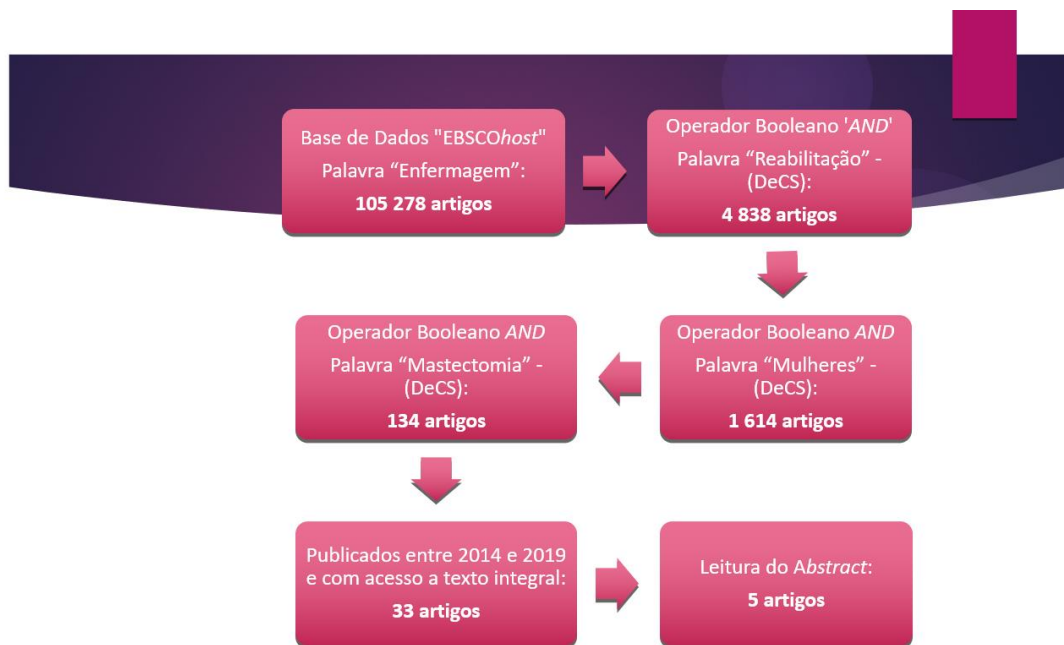 Base de Dados "EBSCOhost"
Palavra “Enfermagem”:
105 278 artigos
Operador Booleano 'AND'
Palavra “Reabilitação” -
(DeCS):
4 838 artigos
Operador Booleano AND
Palavra “Mulheres” -
(DeCS):
1 614 artigos
Operador Booleano AND
Palavra “Mastectomia” -
(DeCS):
134 artigos
Publicados entre 2014 e 2019
e com acesso a texto integral:
33 artigos
Leitura do Abstract:
5 artigos